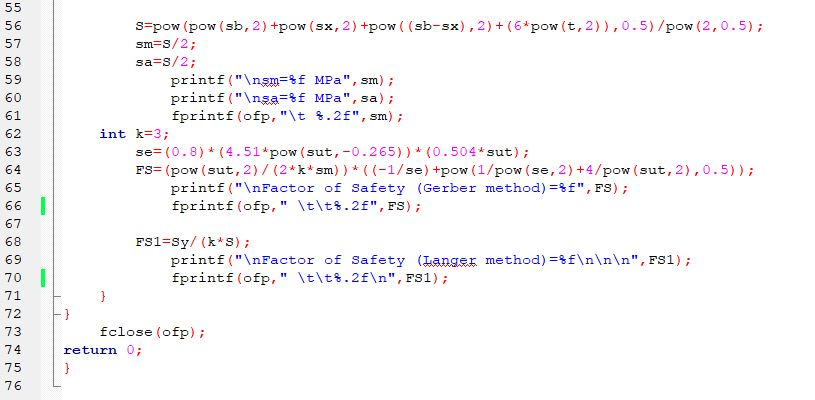 55
56 S=pow(pow(sb,2)+pow(sx,2)+pow((sb-sx),2)+(6*pow(t,2)),0.5)/pow(2,0.5);
57 sm=S/2;
58 sa=S/2;
59 printf("\nsm=%f MPa",sm);
60 printf("\nsa=%f MPa",sa);
61 fprintf(ofp,"\t %.2f",sm);
62 int k=3;
63 se=(0.8)*(4.51*pow(sut,-0.265))*(0.504*sut);
64 FS=(pow(sut,2)/(2*k*sm))*((-1/se)+pow(1/pow(se,2)+4/pow(sut,2),0.5));
65 printf("\nFactor of Safety (Gerber method)=%f",FS);
66 fprintf(ofp," \t\t%.2f",FS);
67
68 FS1=Sy/(k*S);
69 printf("\nFactor of Safety (Langer method)=%f\n\n\n",FS1);
70 fprintf(ofp," \t\t%.2f\n",FS1);
71 }
72 }
73 fclose(ofp);
74 return 0;
75 }
76